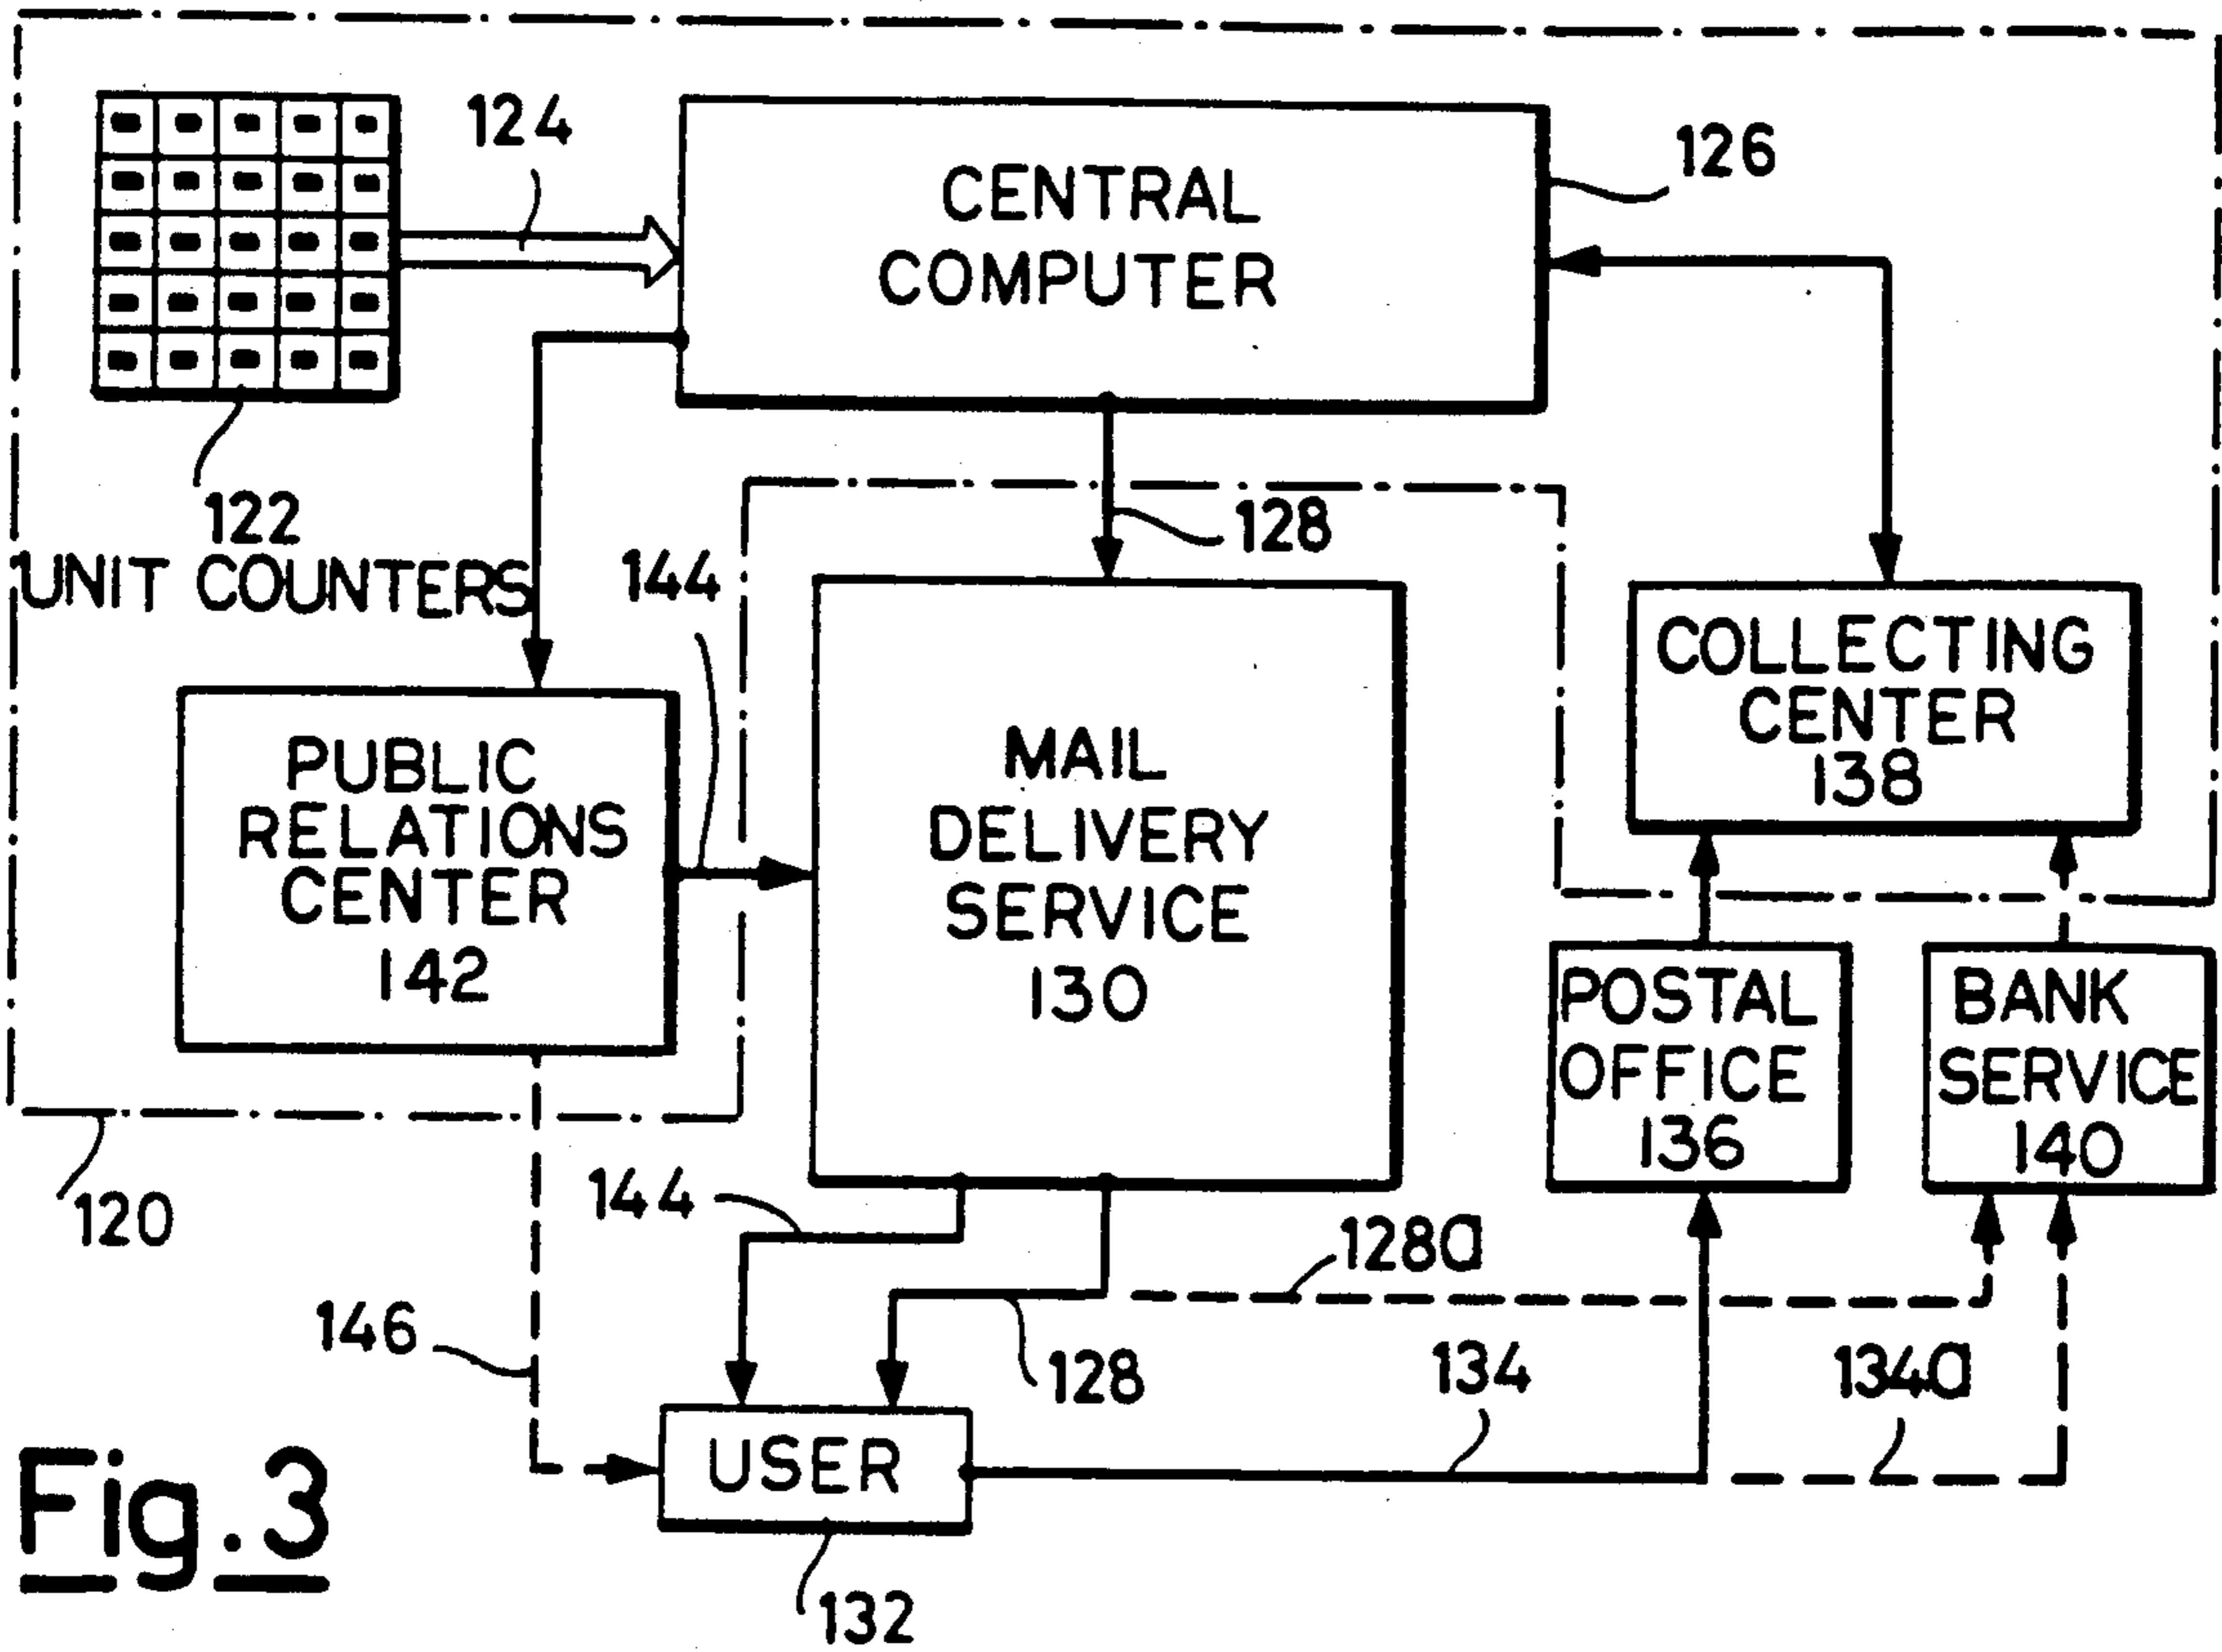 124
CENTRAL
COMPUTER
126
122
UNIT COUNTERS
128
144
COLLECTING
CENTER
138
PUBLIC
RELATIONS
CENTER
142
MAIL
DELIVERY
SERVICE
130
POSTAL
OFFICE
136
BANK
SERVICE
140
120
144
128a
146
128
134
134a
USER
132
Fig.3